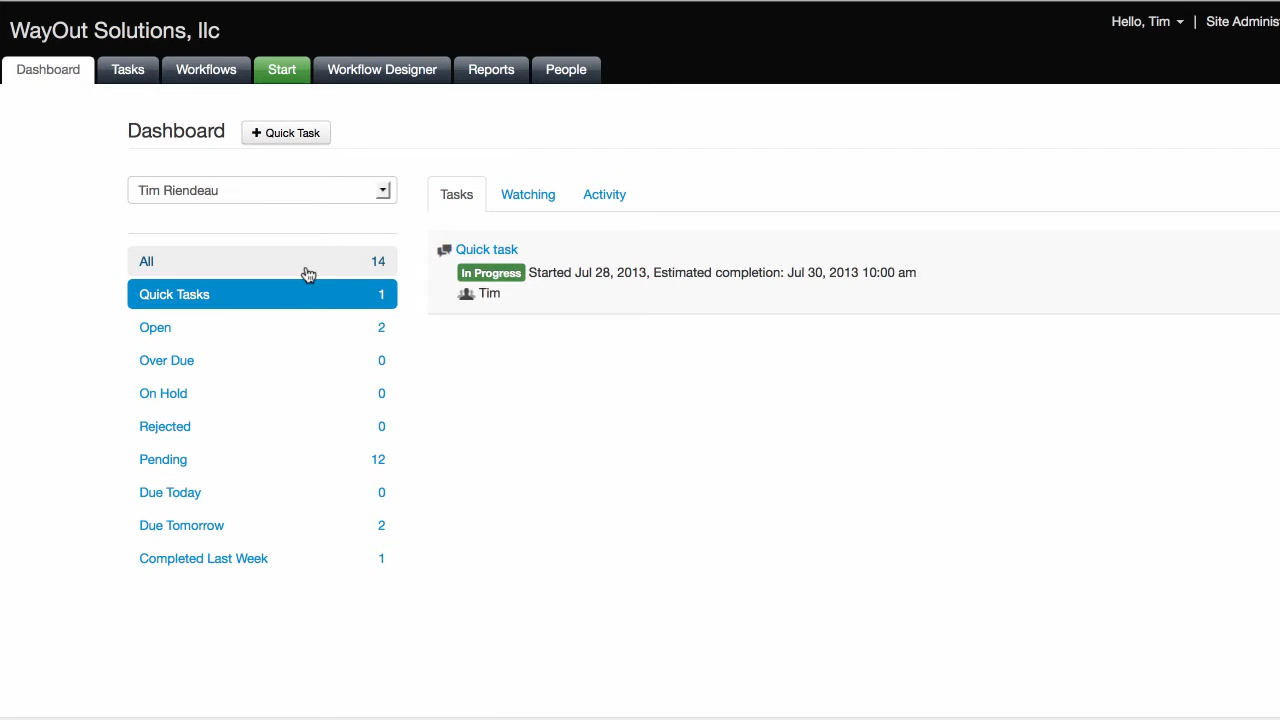 WayOut Solutions, llc
Hello, Tim | Site Adminis
Dashboard Tasks Workflows Start Workflow Designer Reports People
Dashboard + Quick Task
Tim Riendeau
Tasks Watching Activity
All 14
Quick Tasks 1
Open 2
Over Due 0
On Hold 0
Rejected 0
Pending 12
Due Today 0
Due Tomorrow 2
Completed Last Week 1
Quick task
In Progress Started Jul 28, 2013, Estimated completion: Jul 30, 2013 10:00 am
Tim